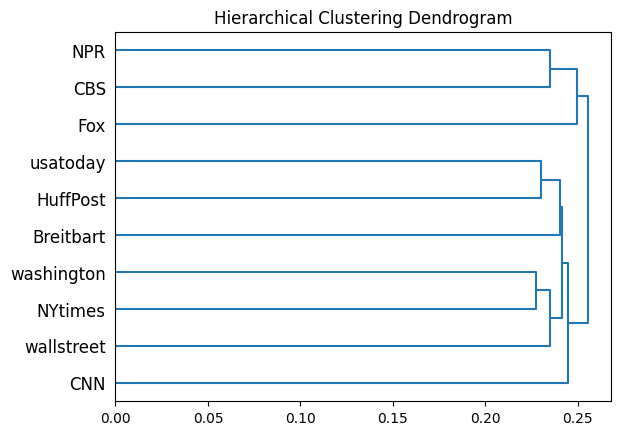 Hierarchical Clustering Dendrogram
NPR
CBS
Fox
usatoday
HuffPost
Breitbart
washington
NYtimes
wallstreet
CNN
0.00 0.05 0.10 0.15 0.20 0.25